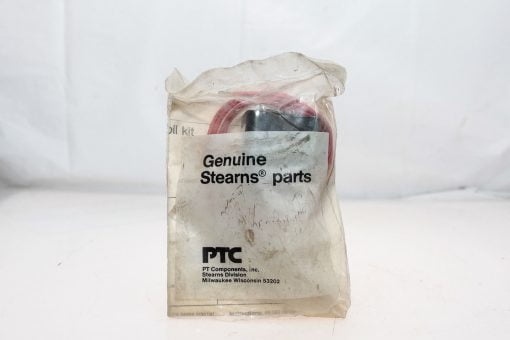 oil kit
Genuine
Stearns® parts
PTC
PT Components, Inc.
Stearns Division
Milwaukee Wisconsin 53202